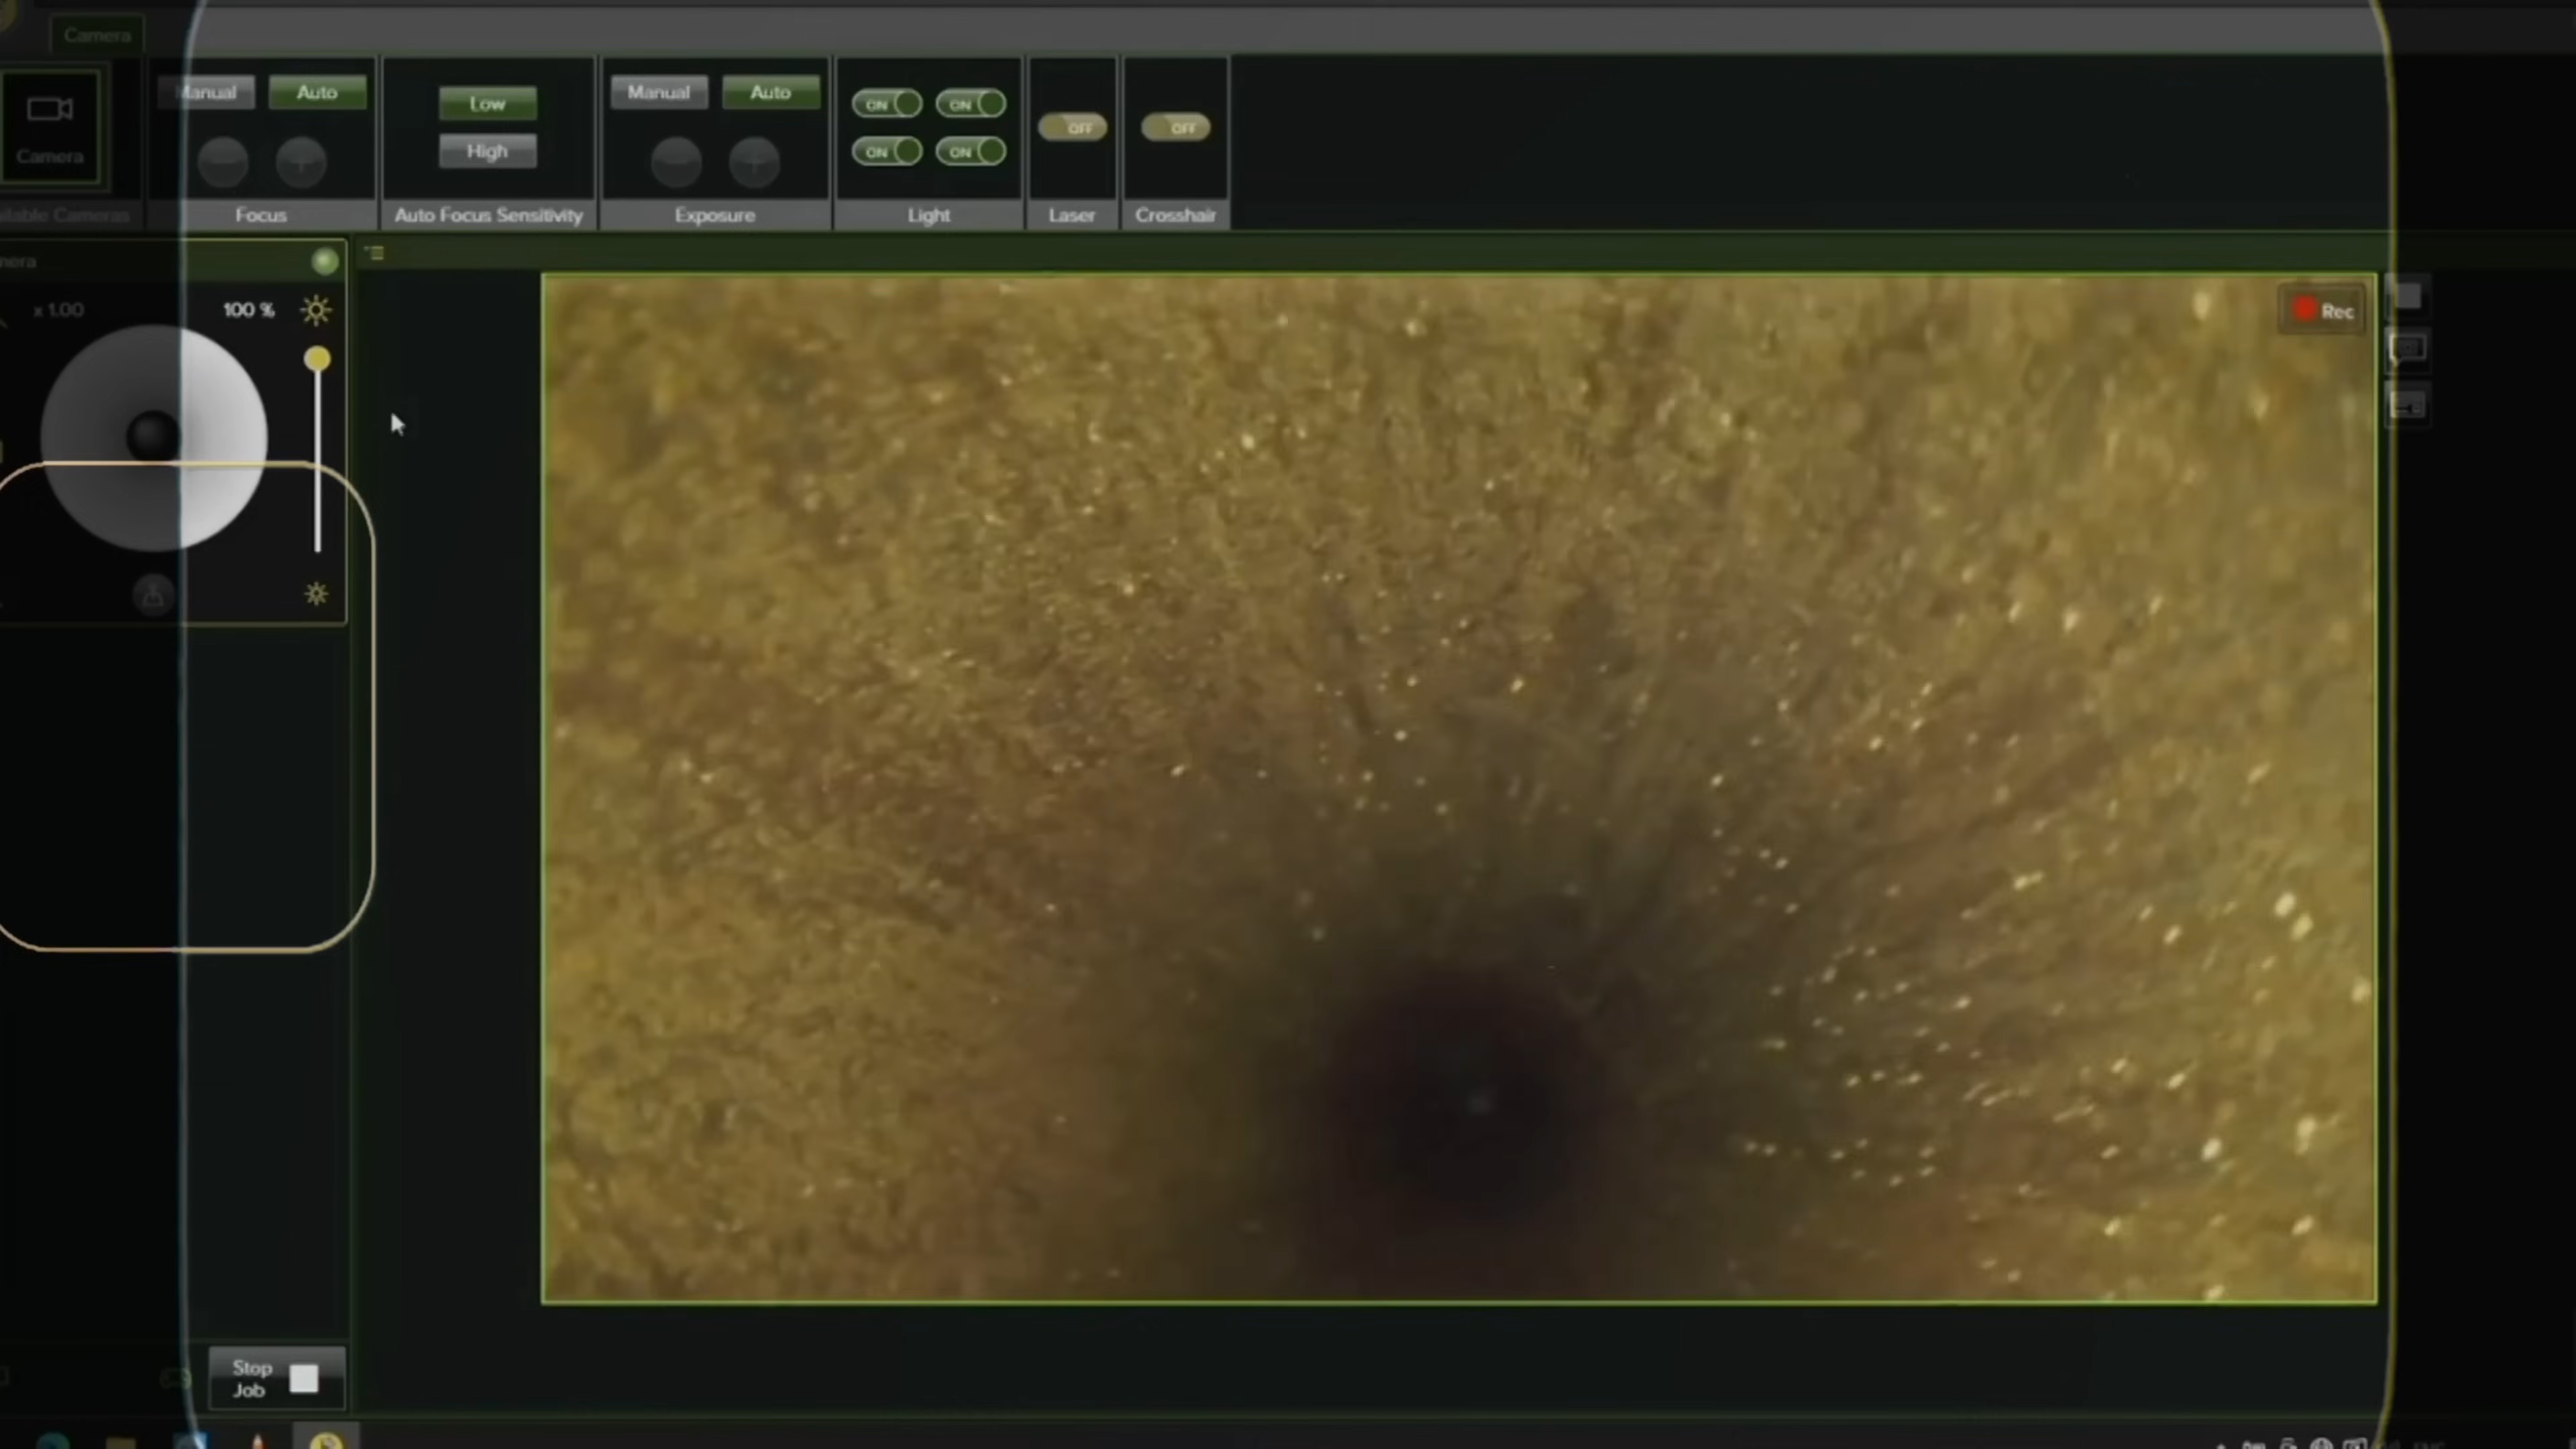 Camera
Manual Auto
Low
High
Manual Auto
ON ON
ON ON
OFF
OFF
Camera
Cameras
Focus
Auto Focus Sensitivity
Exposure
Light
Laser
Crosshair
x 1.00
100 %
Rec
Stop
Job